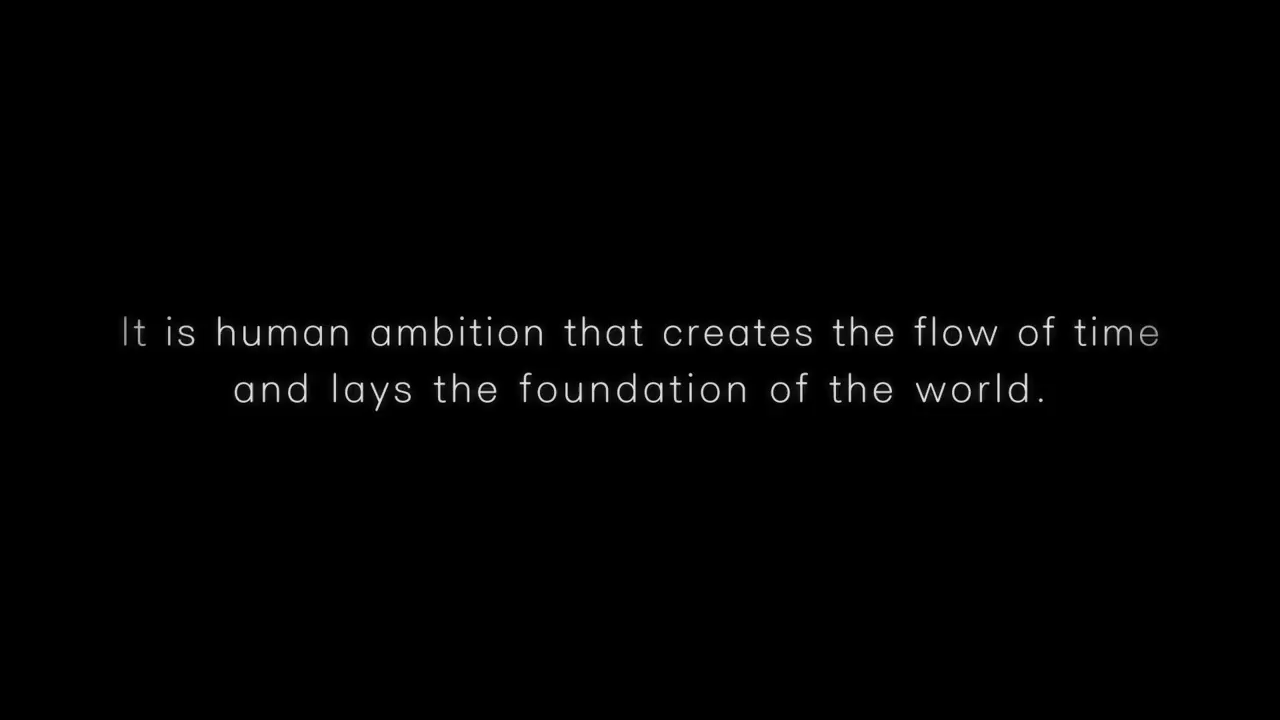 It is human ambition that creates the flow of time
and lays the foundation of the world.